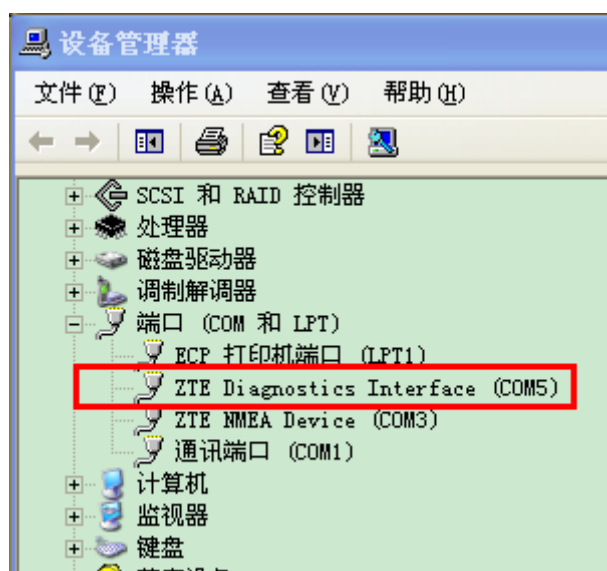 设备管理器
文件(F) 操作(A) 查看(V) 帮助(H)
SCSI 和 RAID 控制器
处理器
磁盘驱动器
调制解调器
端口 (COM 和 LPT)
ECP 打印机端口 (LPT1)
ZTE Diagnostics Interface (COM5)
ZTE NMEA Device (COM3)
通讯端口 (COM1)
计算机
监视器
键盘